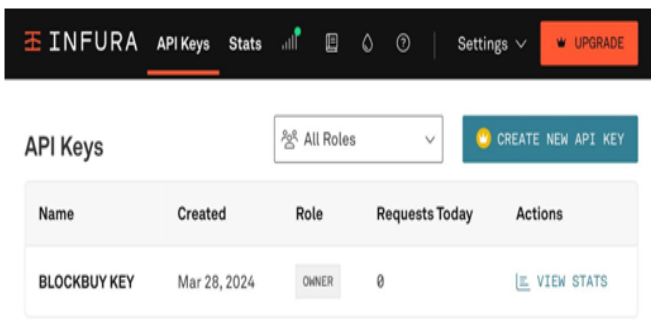 INFURA API Keys Stats Settings UPGRADE
API Keys All Roles CREATE NEW API KEY
Name Created Role Requests Today Actions
BLOCKBUY KEY Mar 28, 2024 OWNER 0 VIEW STATS